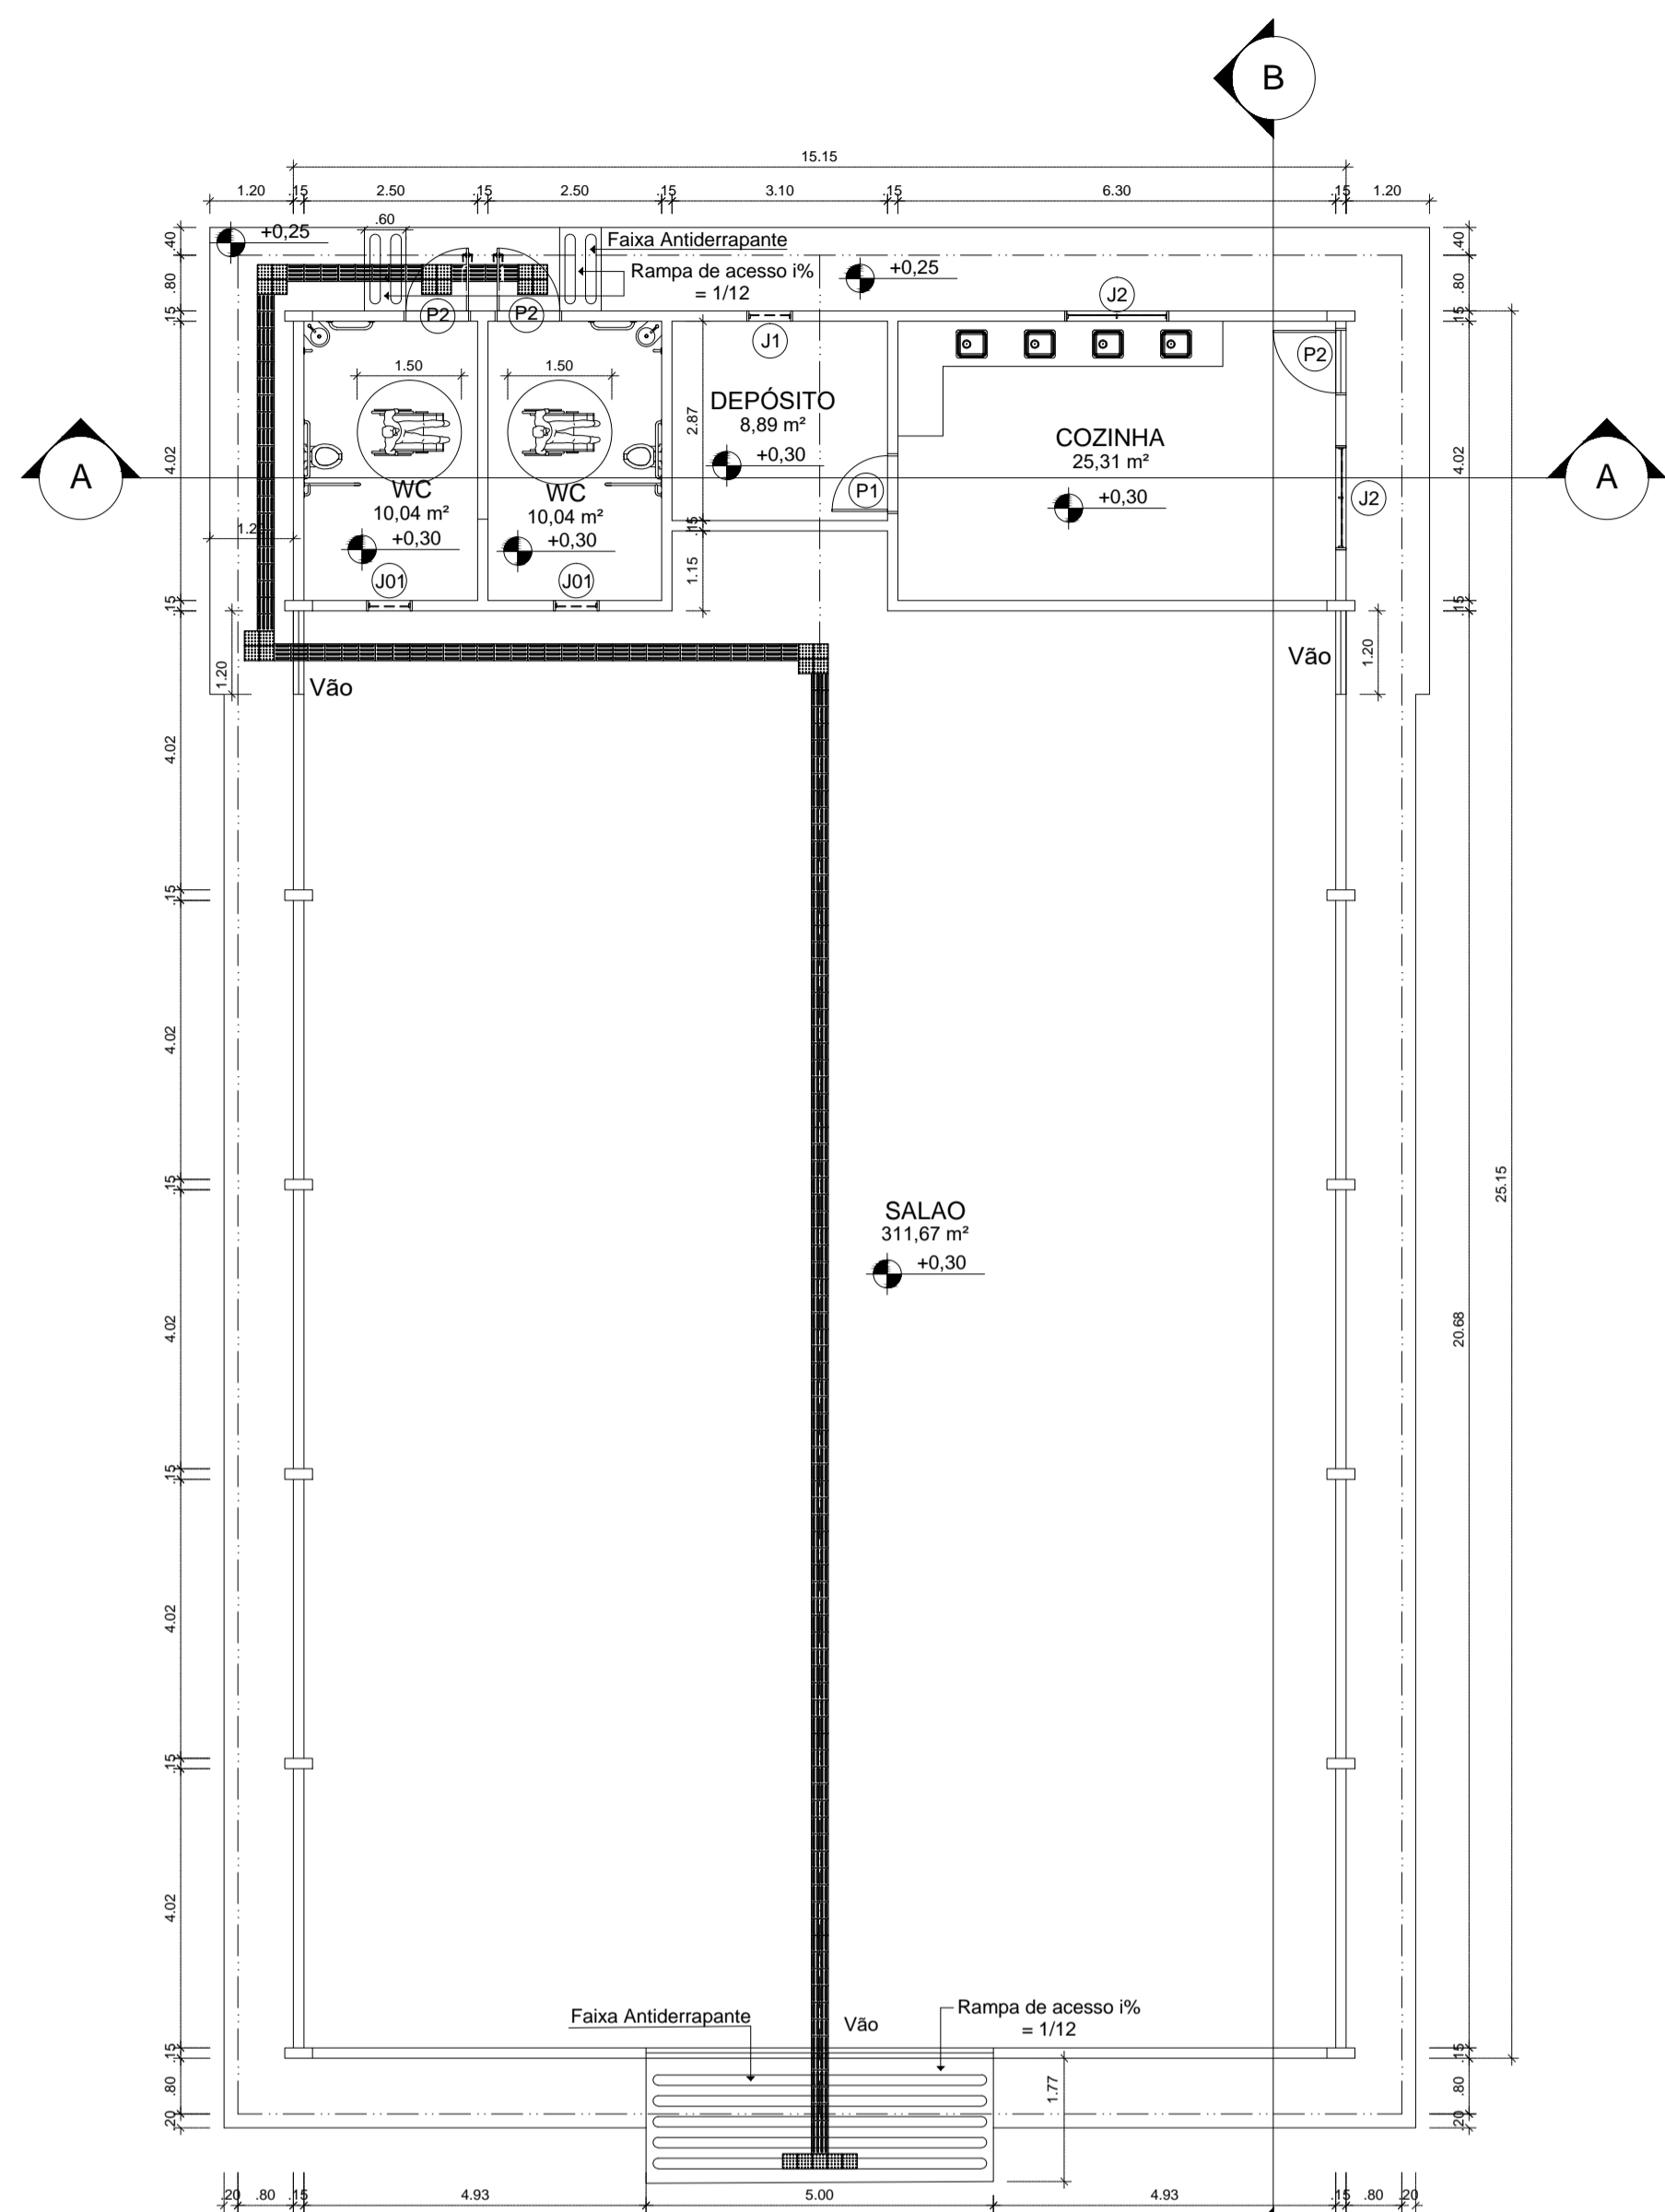 B
15.15
1.20 .15 2.50 .15 2.50 .15 3.10 .15 6.30 .15 1.20
.60
.40
+0,25
Faixa Antiderrapante
.40
Rampa de acesso i%
= 1/12
+0,25
.80
.80
J2
.15
P2
P2
J1
.15
P2
1.50
1.50
DEPÓSITO
8,89 m²
+0,30
2.87
COZINHA
25,31 m²
+0,30
4.02
4.02
A
A
WC
10,04 m²
+0,30
WC
10,04 m²
+0,30
P1
J2
1.20
.15
1.15
J01
J01
.15
.15
1.20
Vão
Vão
1.20
4.02
.15
4.02
.15
25.15
SALAO
311,67 m²
+0,30
4.02
20.68
.15
4.02
.15
4.02
Faixa Antiderrapante
Vão
Rampa de acesso i%
= 1/12
.15
.15
.80
1.77
.80
.20
.20
.20 .80 .15 4.93 5.00 4.93 .15 .80 .20